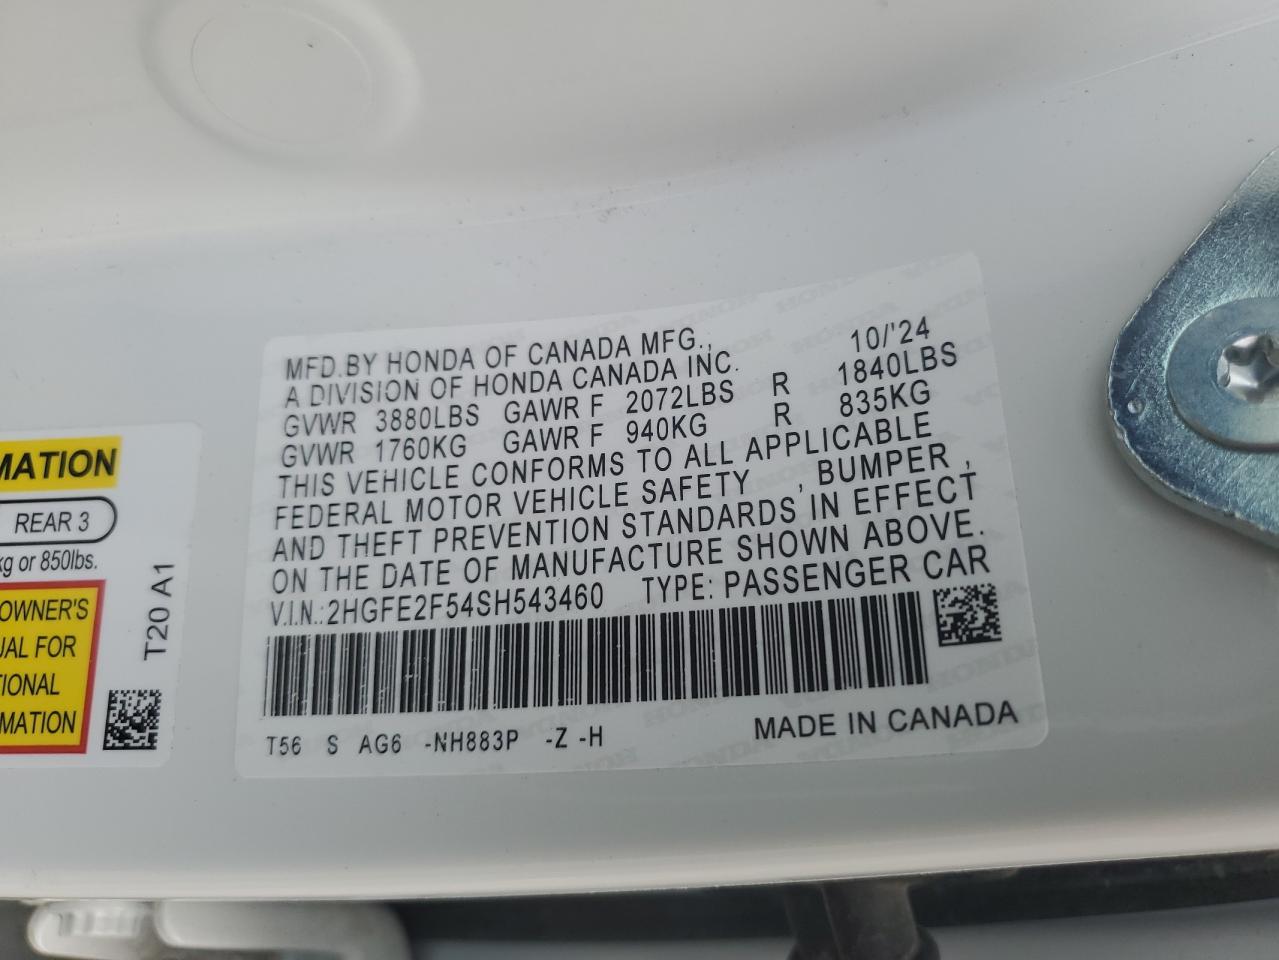 MFD.BY HONDA OF CANADA MFG., 10/'24
A DIVISION OF HONDA CANADA INC.
GVWR 3880LBS GAWR F 2072LBS R 1840LBS
GVWR 1760KG GAWR F 940KG R 835KG
THIS VEHICLE CONFORMS TO ALL APPLICABLE
FEDERAL MOTOR VEHICLE SAFETY , BUMPER ,
AND THEFT PREVENTION STANDARDS IN EFFECT
ON THE DATE OF MANUFACTURE SHOWN ABOVE.
V.I.N.:2HGFE2F54SH543460 TYPE: PASSENGER CAR
T56 S AG6 -NH883P -Z -H
MADE IN CANADA
MATION
REAR 3
kg or 850lbs.
OWNER'S
UAL FOR
TIONAL
MATION
T20 A1